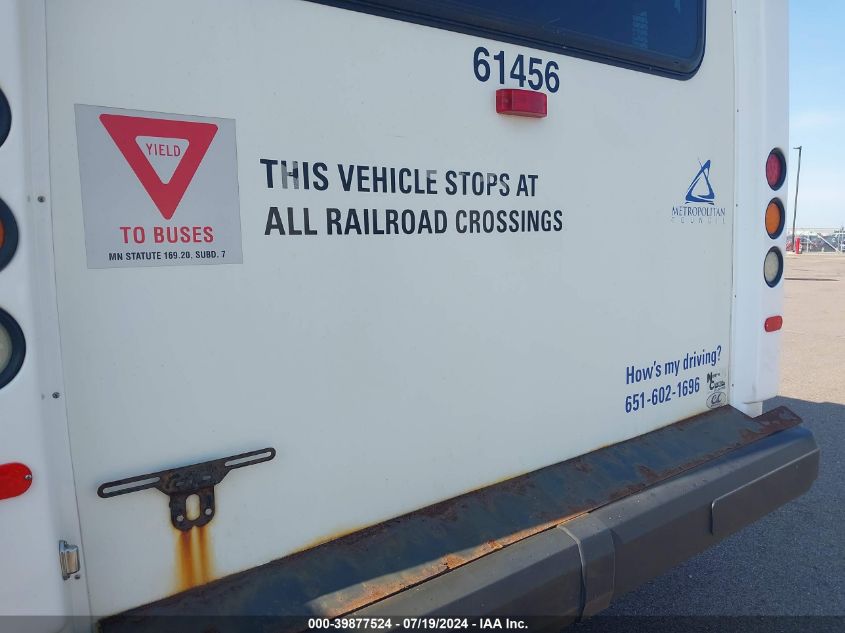 61456
YIELD
TO BUSES
MN STATUTE 169.20, SUBD. 7
THIS VEHICLE STOPS AT
ALL RAILROAD CROSSINGS
METROPOLITAN
COUNCIL
How's my driving?
651-602-1696
000-39877524 - 07/19/2024 - IAA, Inc.